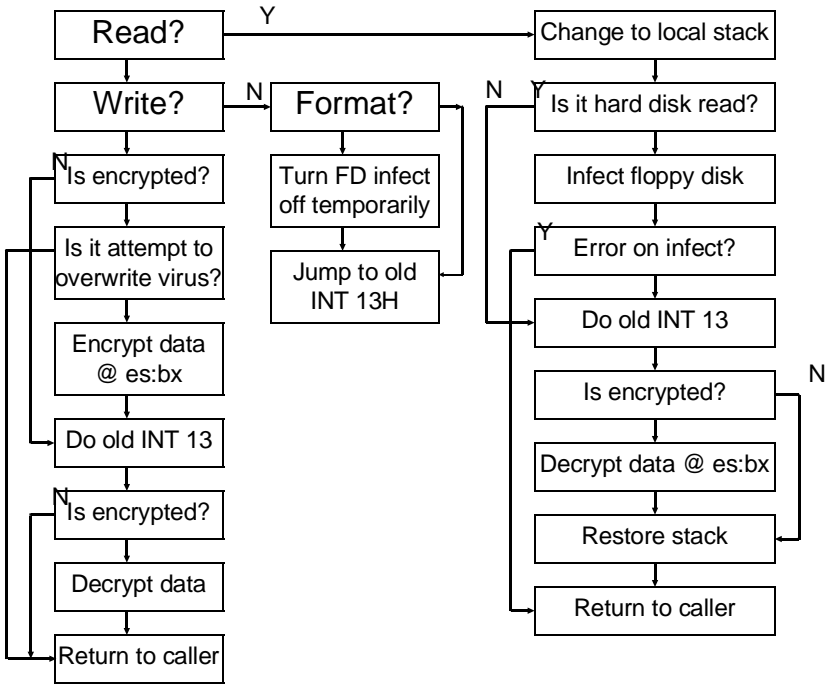 Read?
Y
Write?
N
Format?
N
Is encrypted?
Turn FD infect
off temporarily
Is it attempt to
overwrite virus?
Jump to old
INT 13H
Encrypt data
@ es:bx
Do old INT 13
N
Is encrypted?
Decrypt data
Return to caller
Change to local stack
N
Y
Is it hard disk read?
Infect floppy disk
Y
Error on infect?
Do old INT 13
N
Is encrypted?
Decrypt data @ es:bx
Restore stack
Return to caller